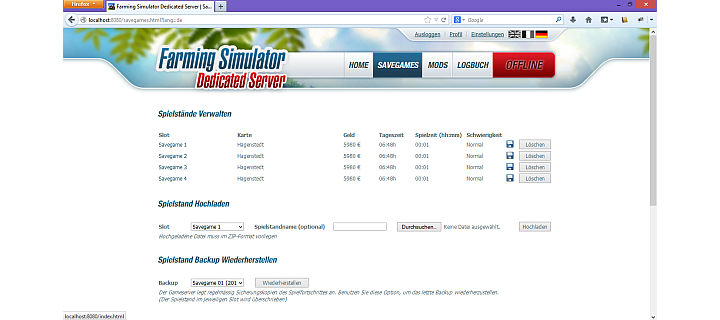 Firefox
Farming Simulator Dedicated Server | Sa...
localhost:8080/savegames.html?lang=de
Google
Ausloggen | Profil | Einstellungen
Farming Simulator
Dedicated Server
HOME SAVEGAMES MODS LOGBUCH OFFLINE
Spielstände Verwalten
Slot Karte Geld Tageszeit Spielzeit (hh:mm) Schwierigkeit
Savegame 1 Hagenstedt 5980 € 06:48h 00:01 Normal Löschen
Savegame 2 Hagenstedt 5980 € 06:48h 00:01 Normal Löschen
Savegame 3 Hagenstedt 5980 € 06:48h 00:01 Normal Löschen
Savegame 4 Hagenstedt 5980 € 06:48h 00:01 Normal Löschen
Spielstand Hochladen
Slot Savegame 1 Spielstandname (optional) Durchsuchen... Keine Datei ausgewählt. Hochladen
Hochgeladene Datei muss im ZIP-Format vorliegen
Spielstand Backup Wiederherstellen
Backup Savegame 01 (201 Wiederherstellen
Der Gameserver legt regelmässig Sicherungskopien des Spielfortschrittes an. Benutzen Sie diese Option, um das letzte Backup wiederherzustellen.
(Der Spielstand im jeweiligen Slot wird überschrieben)
localhost:8080/index.html